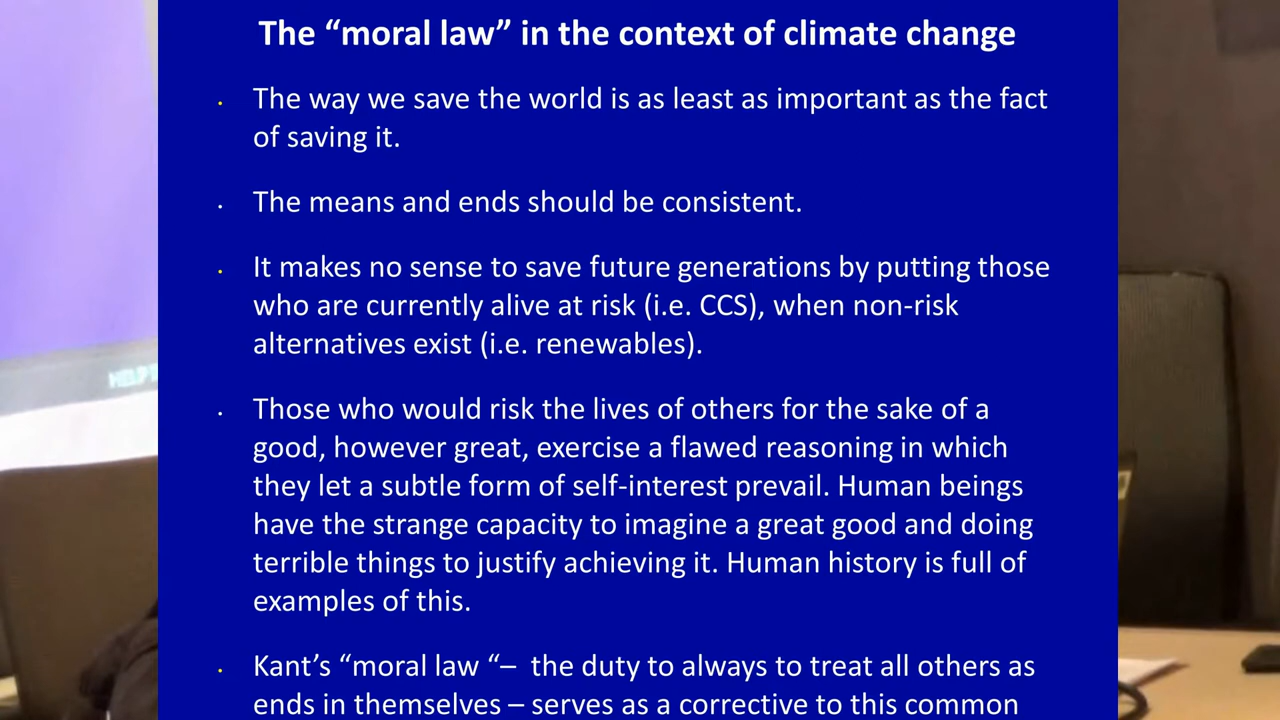 The “moral law” in the context of climate change
The way we save the world is as least as important as the fact
of saving it.
The means and ends should be consistent.
It makes no sense to save future generations by putting those
who are currently alive at risk (i.e. CCS), when non-risk
alternatives exist (i.e. renewables).
Those who would risk the lives of others for the sake of a
good, however great, exercise a flawed reasoning in which
they let a subtle form of self-interest prevail. Human beings
have the strange capacity to imagine a great good and doing
terrible things to justify achieving it. Human history is full of
examples of this.
Kant’s “moral law “– the duty to always to treat all others as
ends in themselves – serves as a corrective to this common